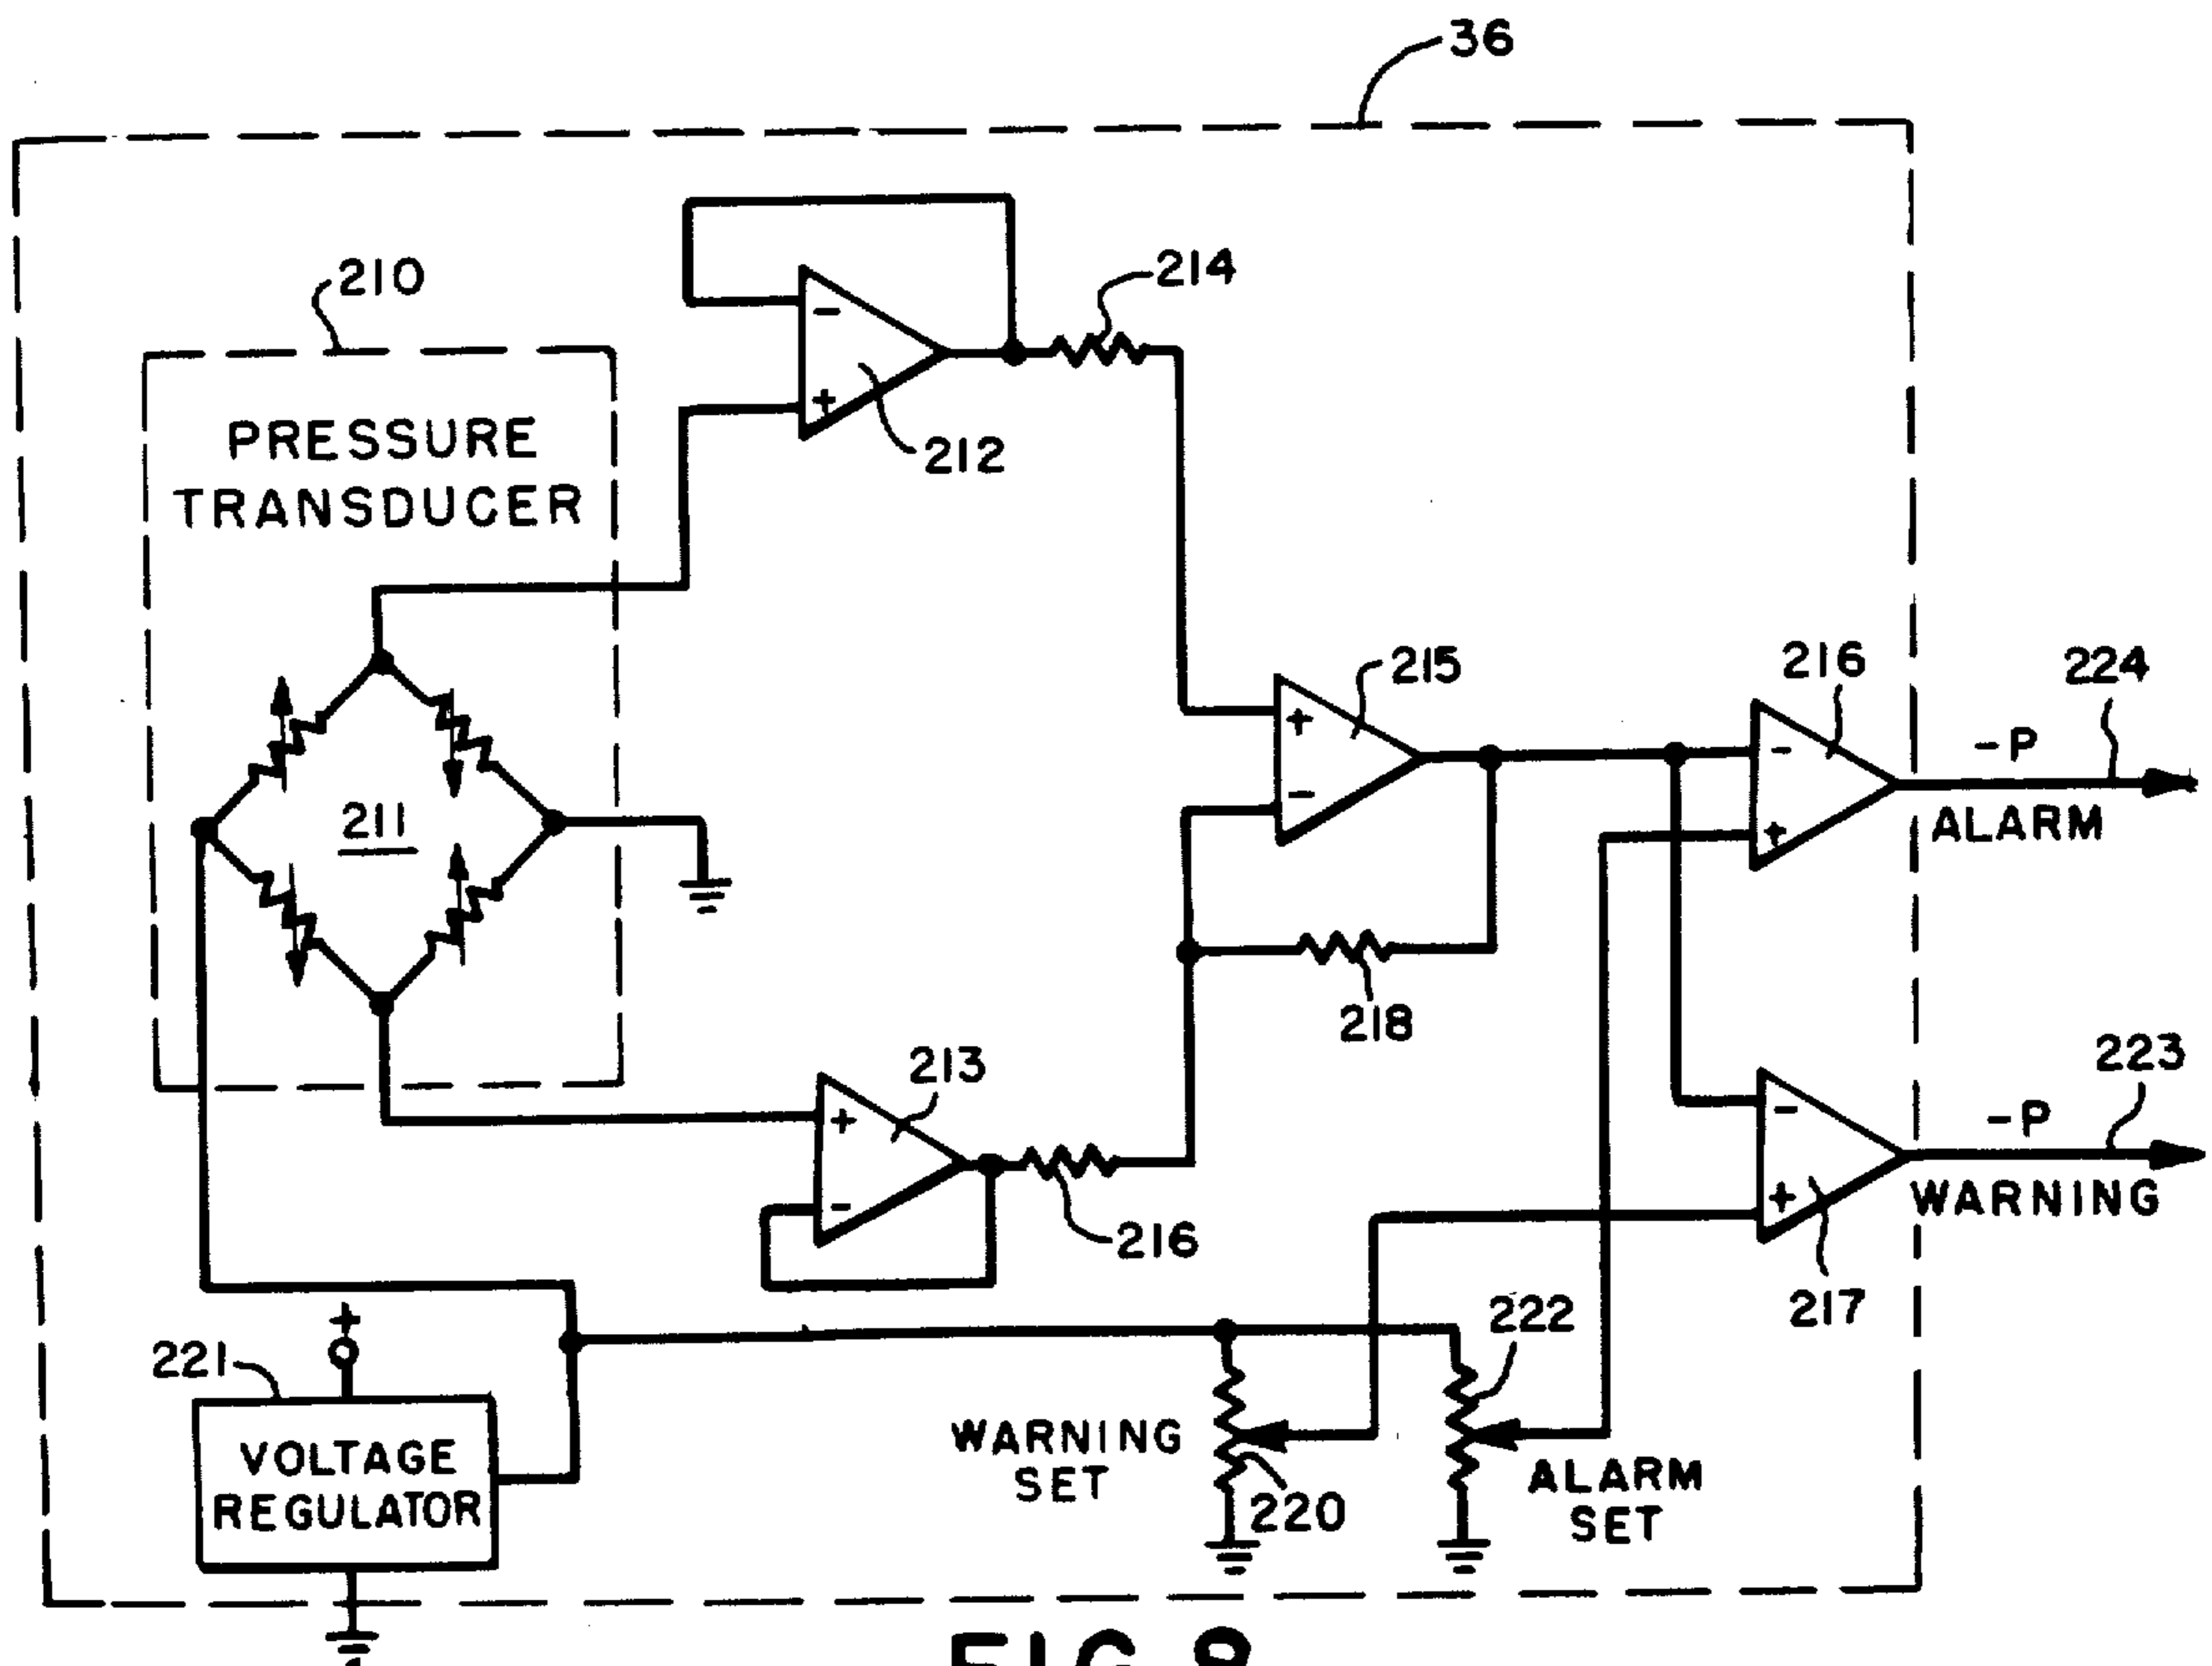 36
210
214
PRESSURE
TRANSDUCER
-
+
212
211
215
+
-
216
-
+
224
-P
ALARM
218
213
+
-
216
223
-P
WARNING
-
+
217
+
221
VOLTAGE
REGULATOR
WARNING
SET
220
222
ALARM
SET